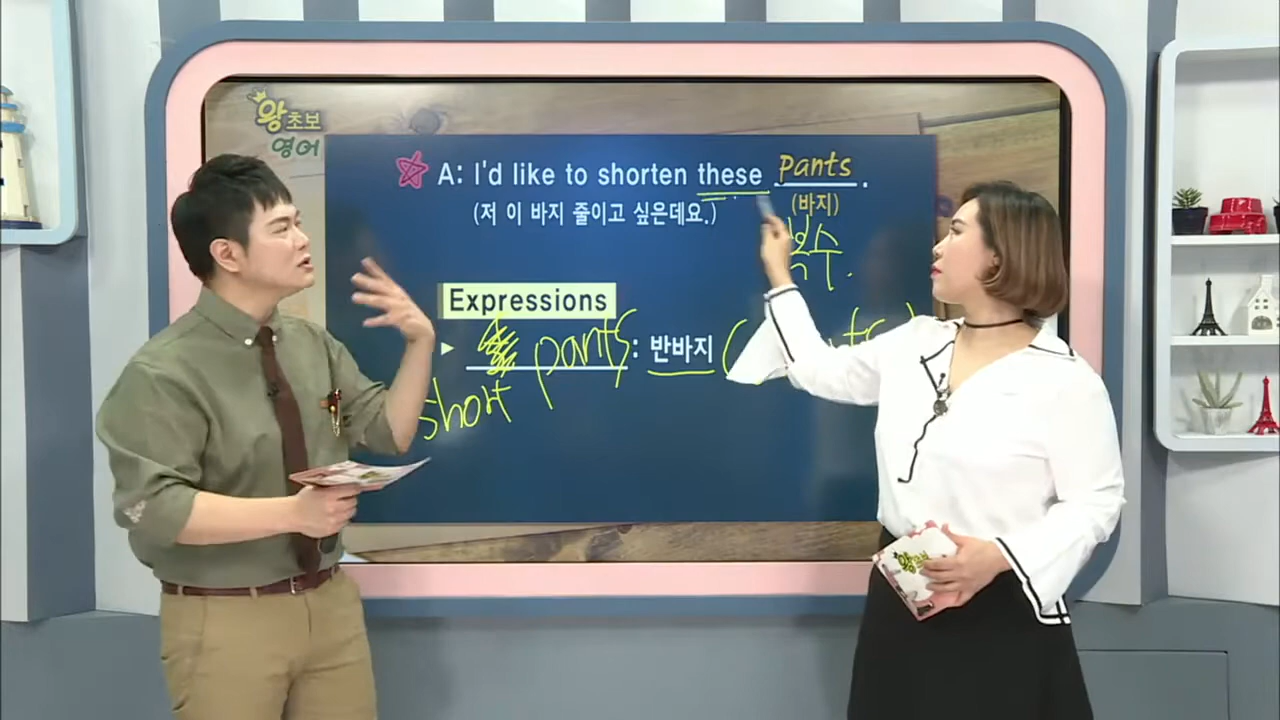 왕초보
영어
A: I'd like to shorten these pants.
(저 이 바지 줄이고 싶은데요.) (바지)
복수.
Expressions
▶ short pants: 반바지 (